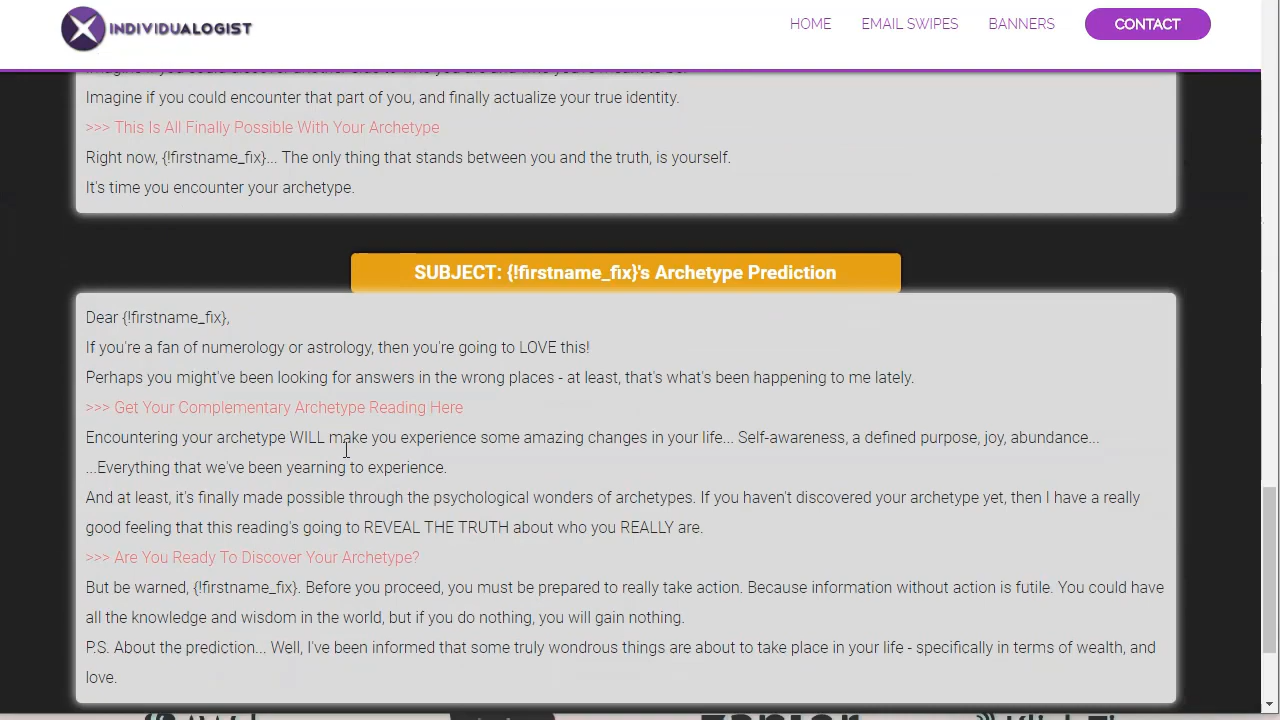 INDIVIDUALOGIST
HOME
EMAIL SWIPES
BANNERS
CONTACT
Imagine if you could encounter that part of you, and finally actualize your true identity.
>>> This Is All Finally Possible With Your Archetype
Right now, {!firstname_fix}... The only thing that stands between you and the truth, is yourself.
It's time you encounter your archetype.
SUBJECT: {!firstname_fix}'s Archetype Prediction
Dear {!firstname_fix},
If you're a fan of numerology or astrology, then you're going to LOVE this!
Perhaps you might've been looking for answers in the wrong places - at least, that's what's been happening to me lately.
>>> Get Your Complementary Archetype Reading Here
Encountering your archetype WILL make you experience some amazing changes in your life... Self-awareness, a defined purpose, joy, abundance...
...Everything that we've been yearning to experience.
And at least, it's finally made possible through the psychological wonders of archetypes. If you haven't discovered your archetype yet, then I have a really
good feeling that this reading's going to REVEAL THE TRUTH about who you REALLY are.
>>> Are You Ready To Discover Your Archetype?
But be warned, {!firstname_fix}. Before you proceed, you must be prepared to really take action. Because information without action is futile. You could have
all the knowledge and wisdom in the world, but if you do nothing, you will gain nothing.
P.S. About the prediction... Well, I've been informed that some truly wondrous things are about to take place in your life - specifically in terms of wealth, and
love.